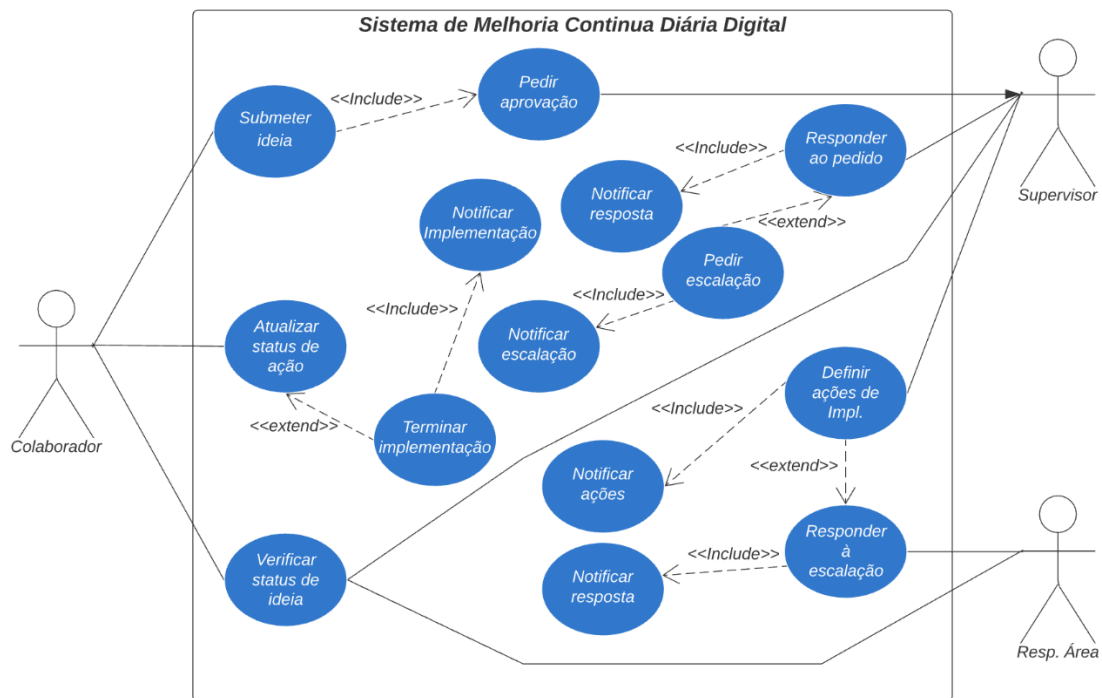 Sistema de Melhoria Continua Diária Digital
Submeter
ideia
<<Include>>
Pedir
aprovação
Responder
ao pedido
<<Include>>
Notificar
resposta
<<extend>>
Supervisor
Notificar
Implementação
Pedir
escalação
<<Include>>
Notificar
escalação
<<Include>>
Atualizar
status de
ação
Colaborador
<<extend>>
Terminar
implementação
Definir
ações de
Impl.
<<Include>>
<<extend>>
Notificar
ações
Responder
à
escalação
<<Include>>
Notificar
resposta
Verificar
status de
ideia
Resp. Área